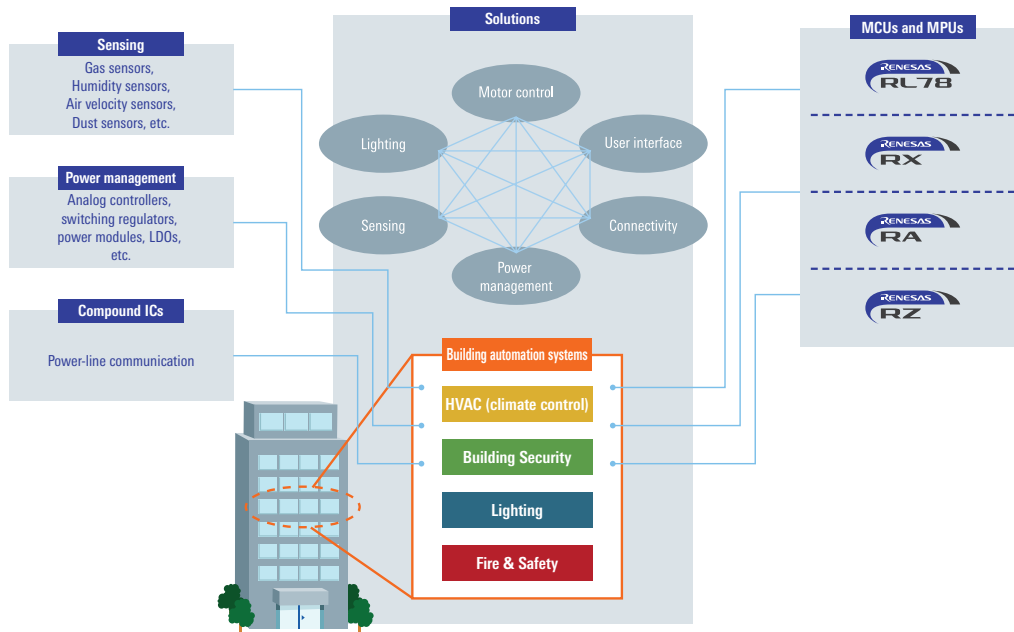 Sensing
Gas sensors,
Humidity sensors,
Air velocity sensors,
Dust sensors, etc.
Power management
Analog controllers,
switching regulators,
power modules, LDOs,
etc.
Compound ICs
Power-line communication
Solutions
Motor control
Lighting
User interface
Sensing
Connectivity
Power
management
Building automation systems
HVAC (climate control)
Building Security
Lighting
Fire & Safety
MCUs and MPUs
RENESAS
RL78
RENESAS
RX
RENESAS
RA
RENESAS
RZ